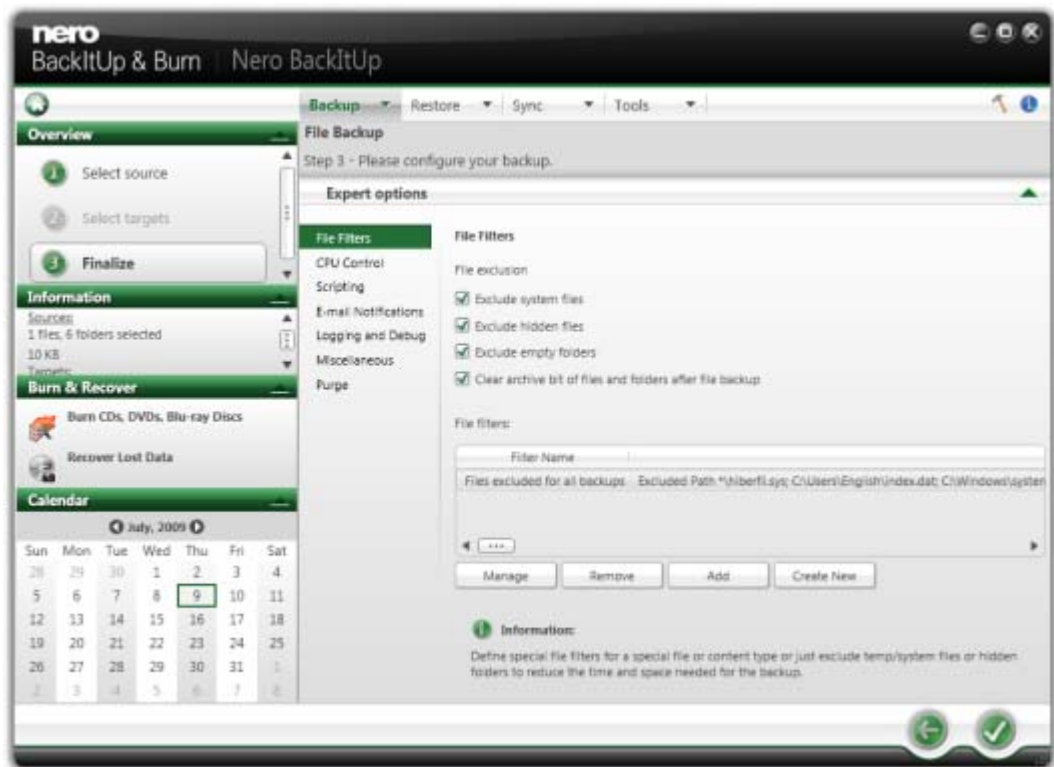 nero
BackItUp & Burn | Nero BackItUp
Backup Restore Sync Tools
Overview
1 Select source
2 Select targets
3 Finalize
Information
Sources:
1 files, 6 folders selected
10 KB
Targets:
Burn & Recover
Burn CDs, DVDs, Blu-ray Discs
Recover Lost Data
Calendar
July, 2009
Sun Mon Tue Wed Thu Fri Sat
28 29 30 1 2 3 4
5 6 7 8 9 10 11
12 13 14 15 16 17 18
19 20 21 22 23 24 25
26 27 28 29 30 31 1
2 3 4 5 6 7 8
File Backup
Step 3 - Please configure your backup.
Expert options
File Filters
CPU Control
Scripting
E-mail Notifications
Logging and Debug
Miscellaneous
Purge
File Filters
File exclusion
Exclude system files
Exclude hidden files
Exclude empty folders
Clear archive bit of files and folders after file backup
File filters:
Filter Name
Files excluded for all backups Excluded Path *\hiberfil.sys; C:\Users\English\index.dat; C:\Windows\system
Manage Remove Add Create New
Information:
Define special file filters for a special file or content type or just exclude temp/system files or hidden
folders to reduce the time and space needed for the backup.